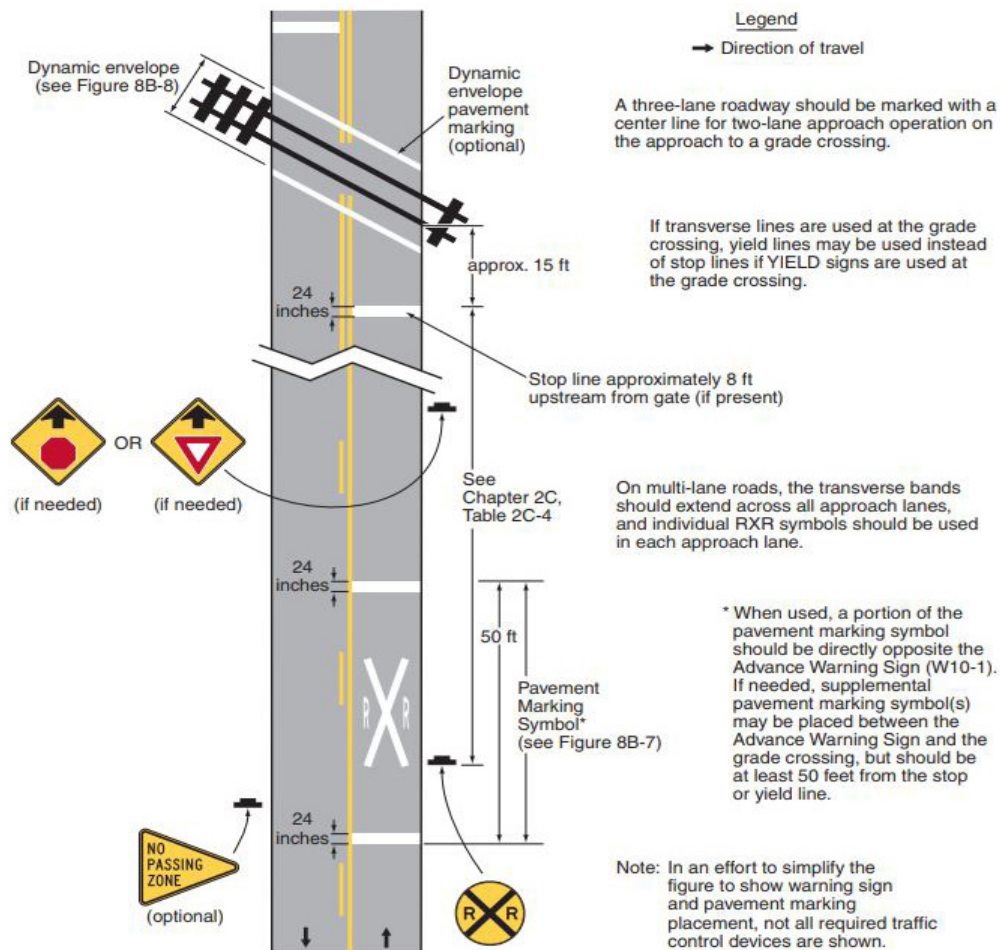 Legend
Direction of travel
Dynamic envelope
(see Figure 8B-8)
Dynamic
envelope
pavement
marking
(optional)
A three-lane roadway should be marked with a
center line for two-lane approach operation on
the approach to a grade crossing.
If transverse lines are used at the grade
crossing, yield lines may be used instead
of stop lines if YIELD signs are used at
the grade crossing.
approx. 15 ft
24
inches
Stop line approximately 8 ft
upstream from gate (if present)
OR
(if needed)
(if needed)
See
Chapter 2C,
Table 2C-4
On multi-lane roads, the transverse bands
should extend across all approach lanes,
and individual RXR symbols should be used
in each approach lane.
24
inches
50 ft
* When used, a portion of the
pavement marking symbol
should be directly opposite the
Advance Warning Sign (W10-1).
If needed, supplemental
pavement marking symbol(s)
may be placed between the
Advance Warning Sign and the
grade crossing, but should be
at least 50 feet from the stop
or yield line.
R R
Pavement
Marking
Symbol*
(see Figure 8B-7)
24
inches
NO
PASSING
ZONE
(optional)
R R
Note: In an effort to simplify the
figure to show warning sign
and pavement marking
placement, not all required traffic
control devices are shown.